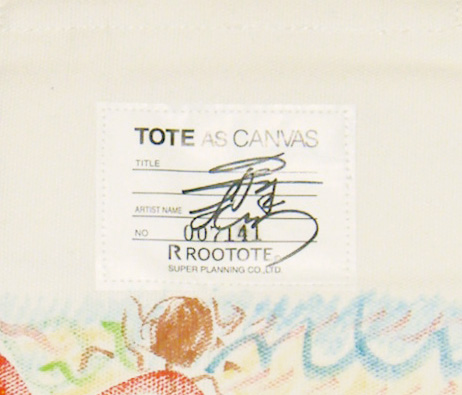 TOTE AS CANVAS
TITLE
ARTIST NAME
NO 007141
R ROOTOTE
SUPER PLANNING CO.,LTD.